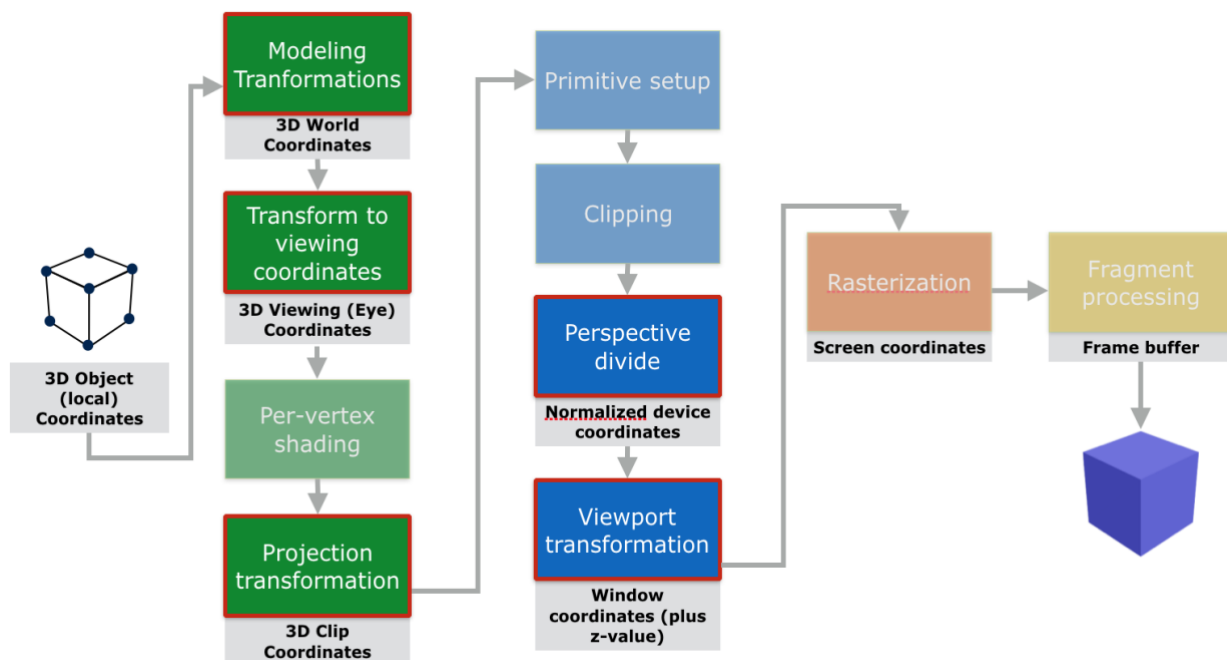 Modeling
Tranformations
3D World
Coordinates
Transform to
viewing
coordinates
3D Viewing (Eye)
Coordinates
3D Object
(local)
Coordinates
Per-vertex
shading
Projection
transformation
3D Clip
Coordinates
Primitive setup
Clipping
Perspective
divide
Normalized device
coordinates
Viewport
transformation
Window
coordinates (plus
z-value)
Rasterization
Screen coordinates
Fragment
processing
Frame buffer